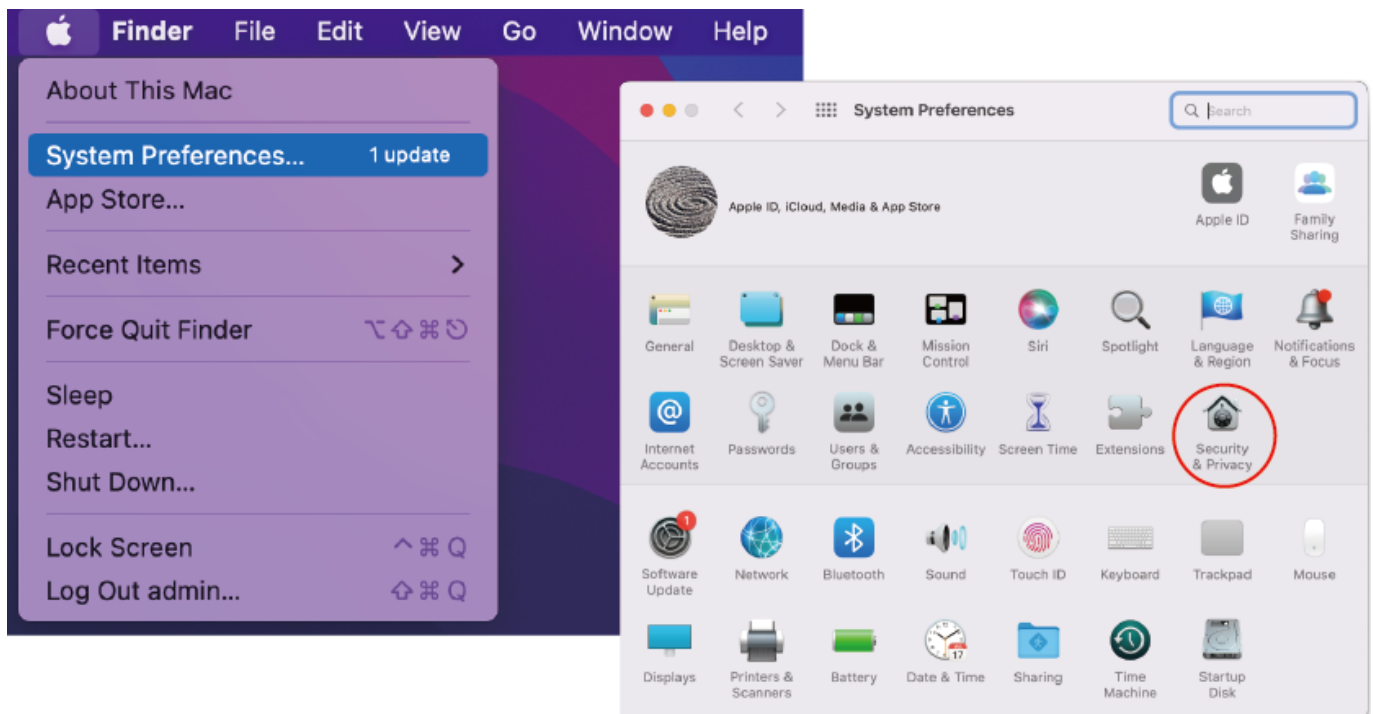 Finder File Edit View Go Window Help
About This Mac
System Preferences... 1 update
App Store...
Recent Items
Force Quit Finder ⌥⇧⌘⎋
Sleep
Restart...
Shut Down...
Lock Screen ^⌘Q
Log Out admin... ⇧⌘Q
System Preferences
Search
Apple ID, iCloud, Media & App Store
Apple ID
Family
Sharing
General
Desktop &
Screen Saver
Dock &
Menu Bar
Mission
Control
Siri
Spotlight
Language
& Region
Notifications
& Focus
Internet
Accounts
Passwords
Users &
Groups
Accessibility
Screen Time
Extensions
Security
& Privacy
1
Software
Update
Network
Bluetooth
Sound
Touch ID
Keyboard
Trackpad
Mouse
Displays
Printers &
Scanners
Battery
17
Date & Time
Sharing
Time
Machine
Startup
Disk